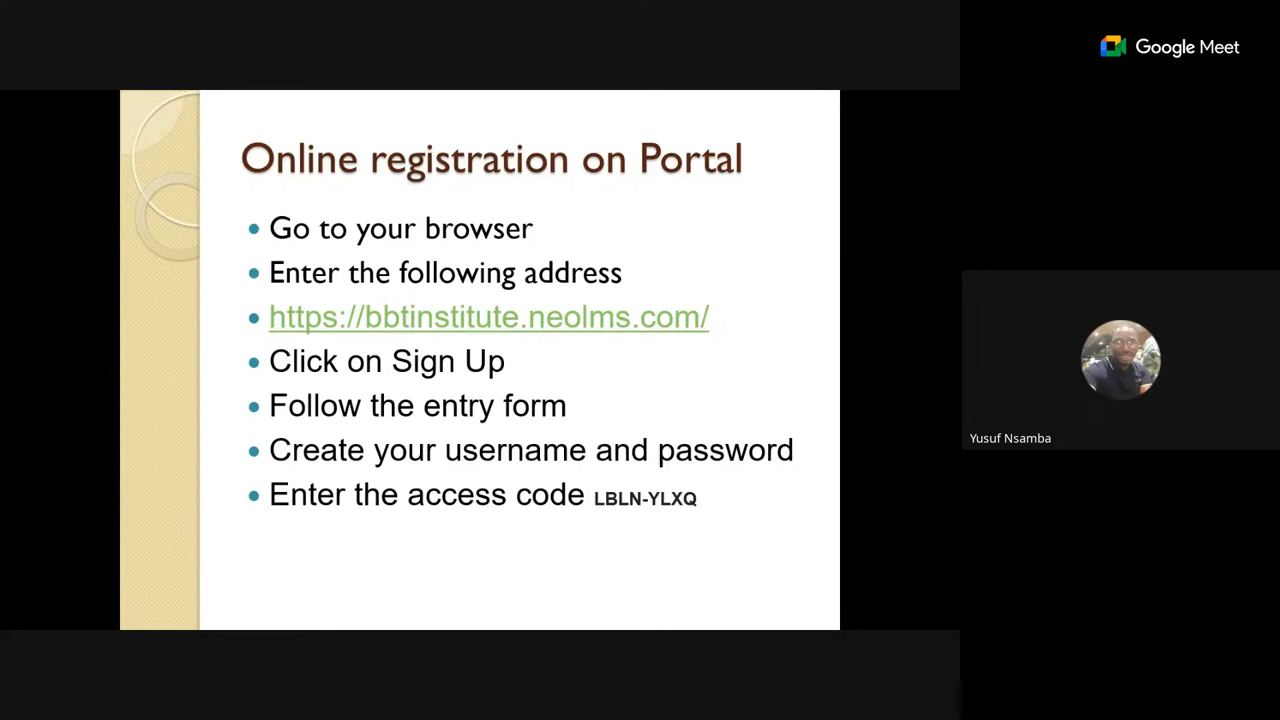 Google Meet
Online registration on Portal
Go to your browser
Enter the following address
https://bbtinstitute.neolms.com/
Click on Sign Up
Follow the entry form
Create your username and password
Enter the access code LBLN-YLXQ
Yusuf Nsamba